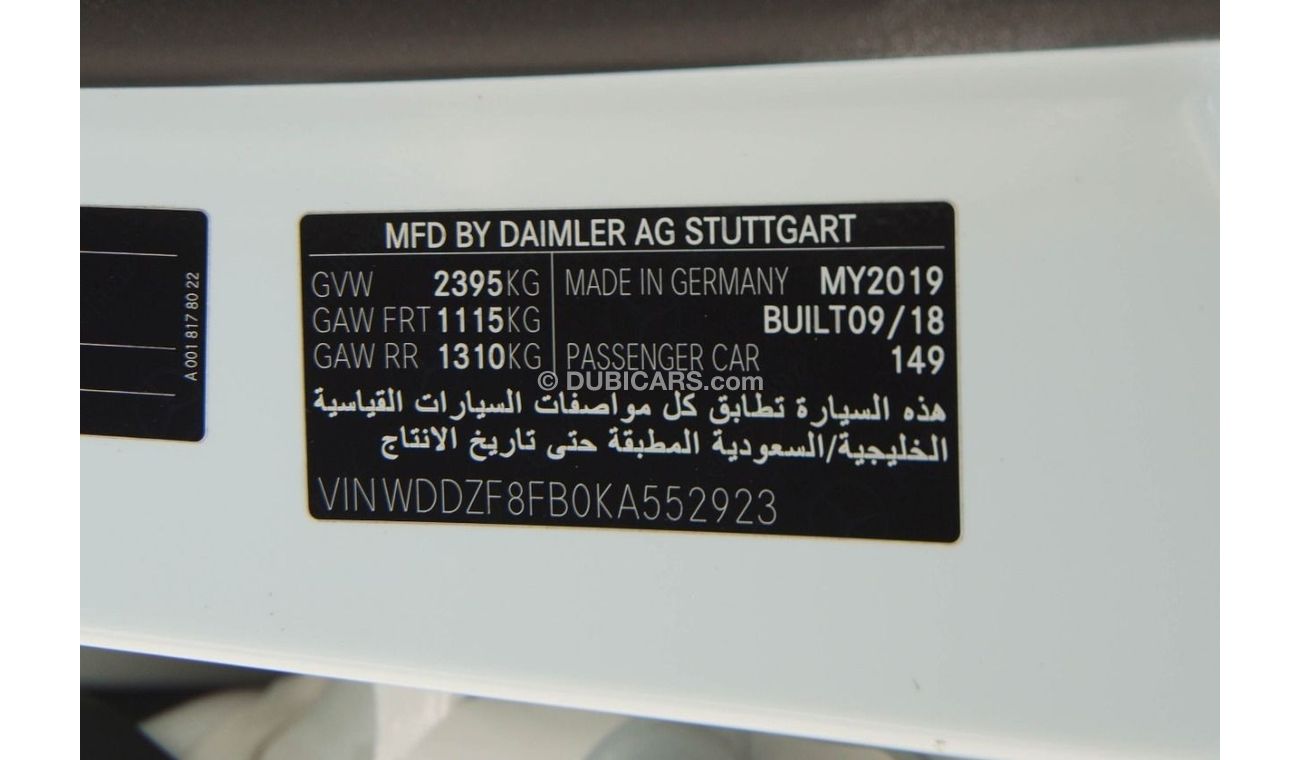 MFD BY DAIMLER AG STUTTGART
GVW 2395KG MADE IN GERMANY MY2019
GAW FRT 1115KG BUILT09/18
GAW RR 1310KG PASSENGER CAR 149
© DUBICARS.com
هذه السيارة تطابق كل مواصفات السيارات القياسية
الخليجية/السعودية المطبقة حتى تاريخ الانتاج
VINWDDZF8FB0KA552923
A 001 817 80 22